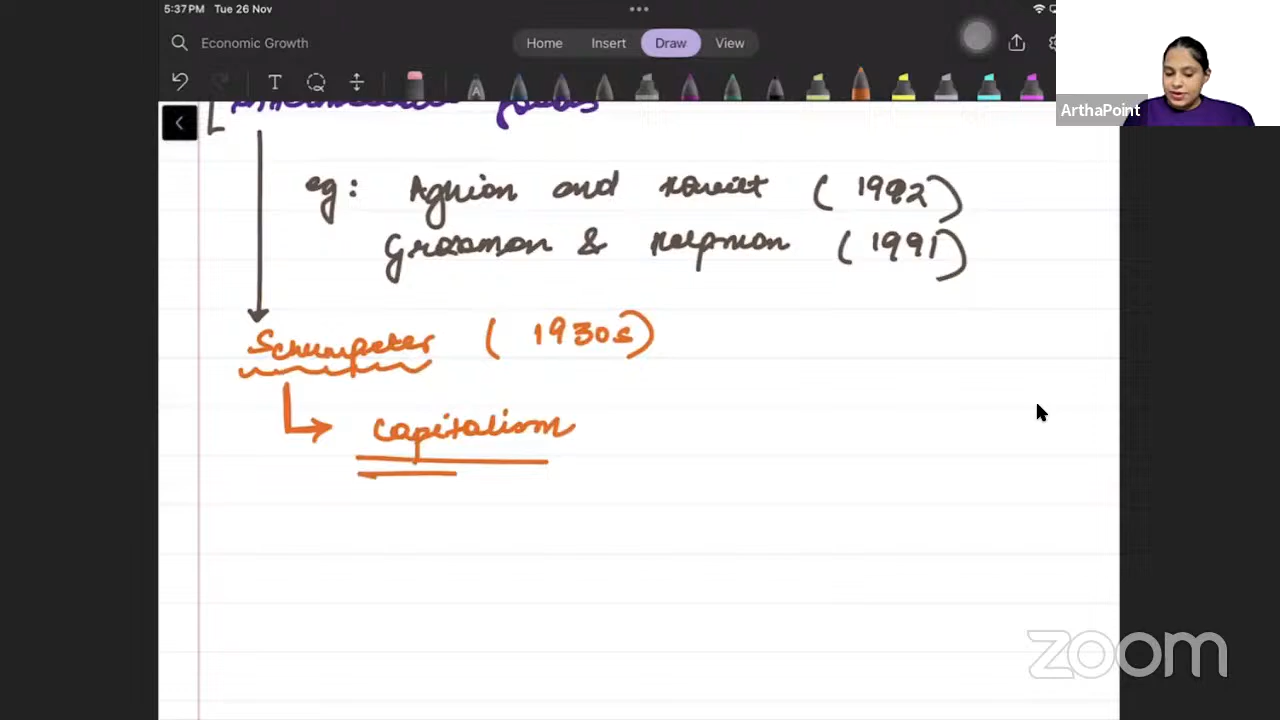 5:37 PM Tue 26 Nov
Economic Growth
Home Insert Draw View
ArthaPoint
eg: Aghion and Howitt (1992)
Grossman & Helpman (1991)
Schumpeter (1930s)
Capitalism
zoom